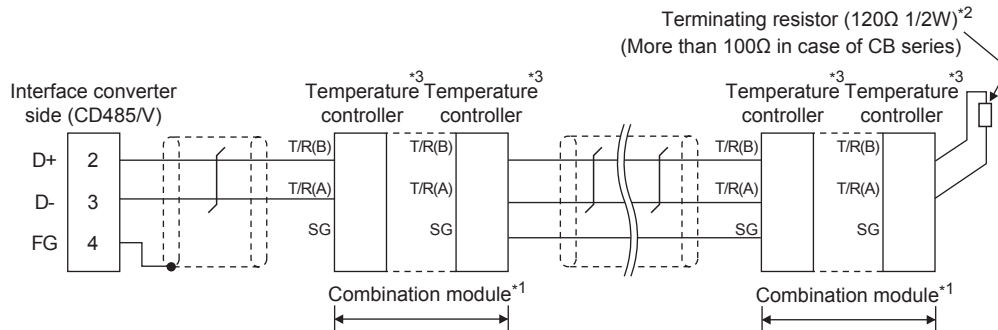 Terminating resistor (120Ω 1/2W)*2
(More than 100Ω in case of CB series)
Interface converter
side (CD485/V)
Temperature*3 Temperature*3
controller controller
Temperature*3 Temperature*3
controller controller
D+ 2 T/R(B) T/R(B) T/R(B) T/R(B)
D- 3 T/R(A) T/R(A) T/R(A) T/R(A)
FG 4 SG SG SG SG
Combination module*1 Combination module*1